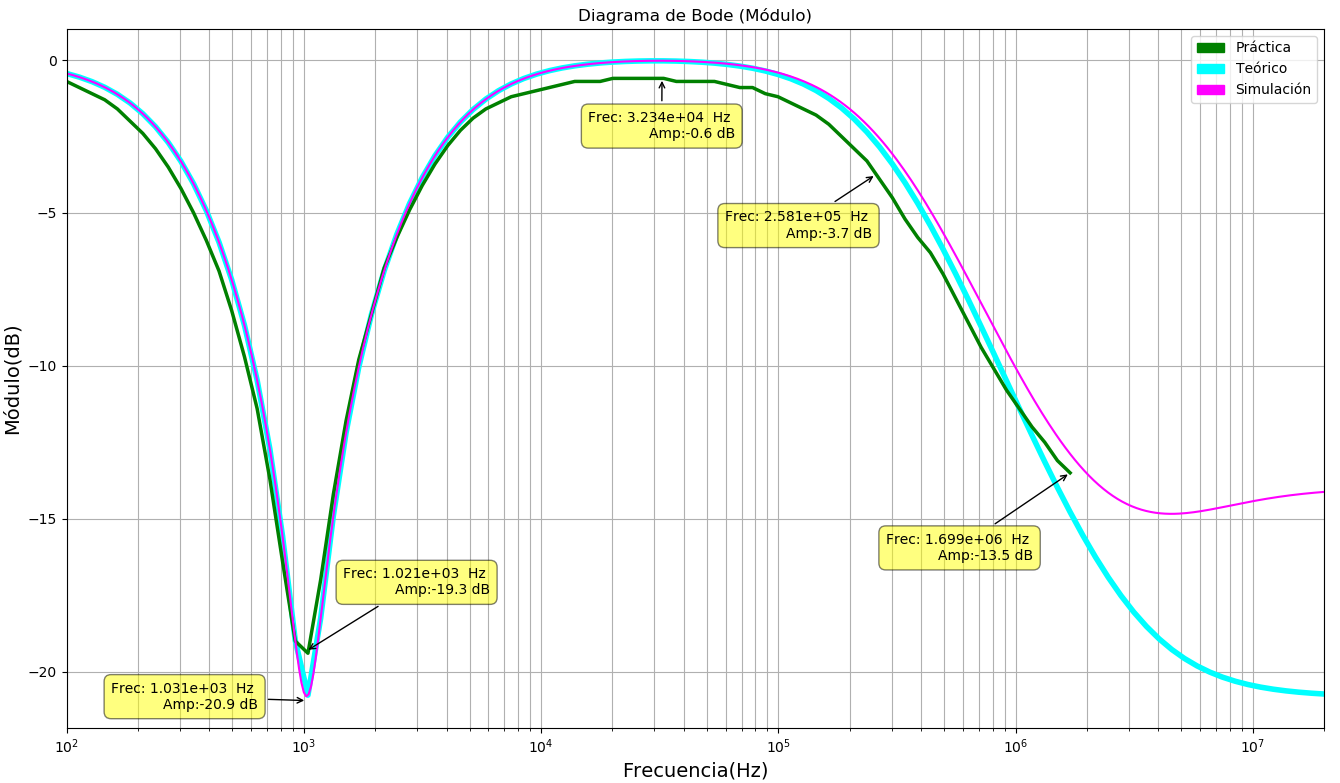 Diagrama de Bode (Módulo)
Práctica
Teórico
Simulación
Frec: 3.234e+04 Hz
Amp:-0.6 dB
Frec: 2.581e+05 Hz
Amp:-3.7 dB
Frec: 1.699e+06 Hz
Amp:-13.5 dB
Frec: 1.021e+03 Hz
Amp:-19.3 dB
Frec: 1.031e+03 Hz
Amp:-20.9 dB
Módulo(dB)
0
−5
−10
−15
−20
10²
10³
10⁴
10⁵
10⁶
10⁷
Frecuencia(Hz)